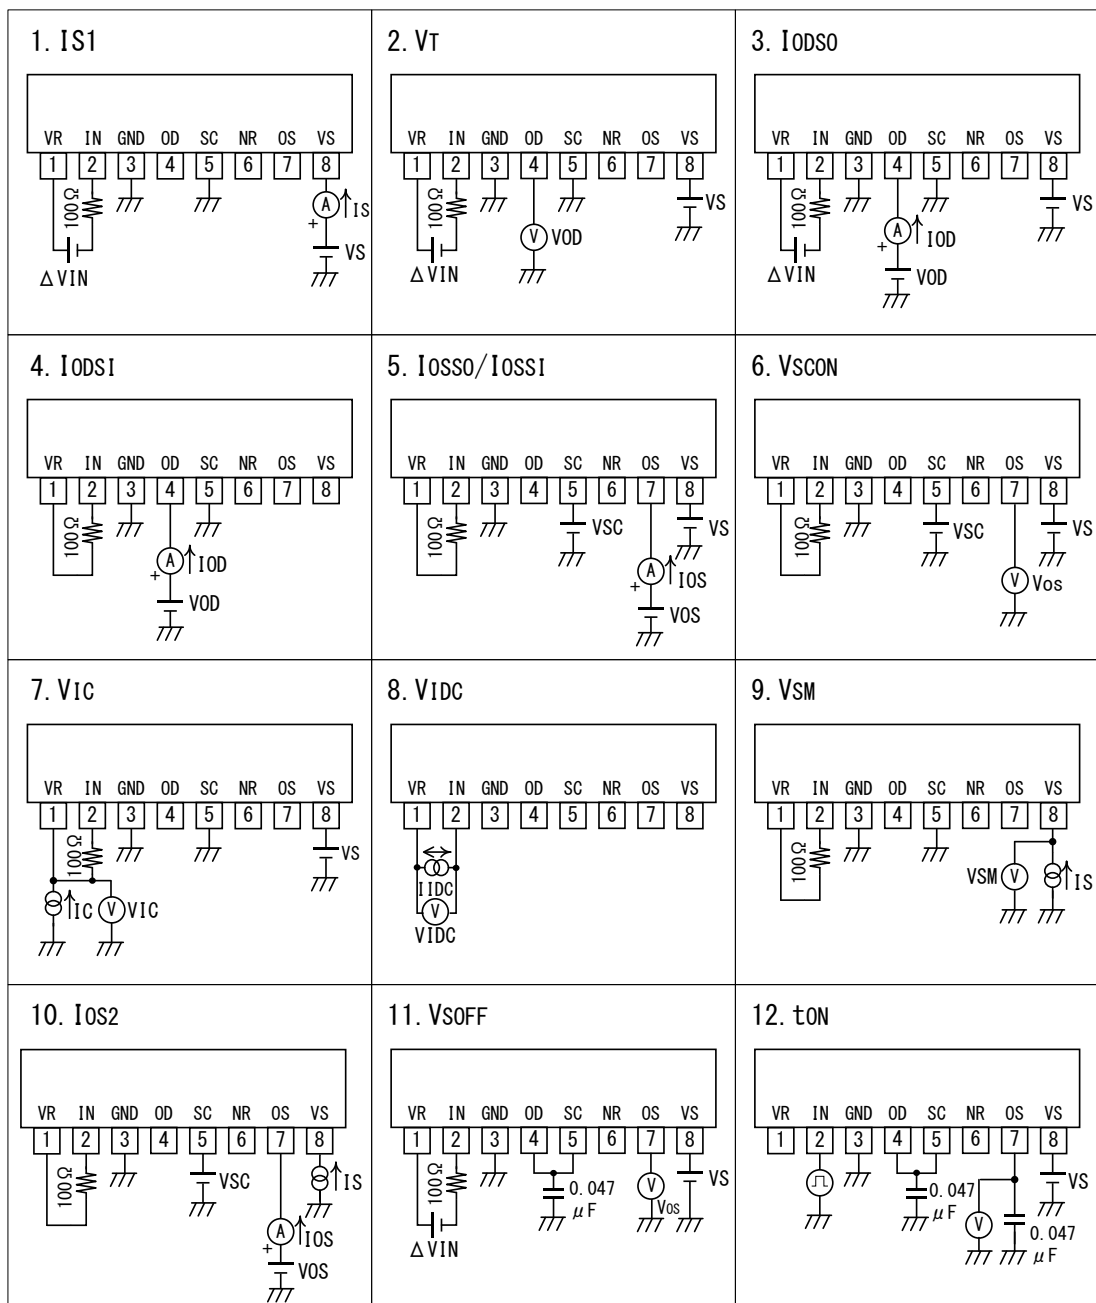 1. IS1
VR IN GND OD SC NR OS VS
1 2 3 4 5 6 7 8
100Ω
A
IS
+
VS
ΔVIN
2. VT
VR IN GND OD SC NR OS VS
1 2 3 4 5 6 7 8
100Ω
VS
V
VOD
ΔVIN
3. IODSO
VR IN GND OD SC NR OS VS
1 2 3 4 5 6 7 8
100Ω
VS
A
IOD
+
ΔVIN
VOD
4. IODSI
VR IN GND OD SC NR OS VS
1 2 3 4 5 6 7 8
100Ω
A
IOD
+
VOD
5. IOSSO/IOSSI
VR IN GND OD SC NR OS VS
1 2 3 4 5 6 7 8
100Ω
VSC
VS
A
IOS
+
VOS
6. VSCON
VR IN GND OD SC NR OS VS
1 2 3 4 5 6 7 8
100Ω
VSC
VS
V
Vos
7. VIC
VR IN GND OD SC NR OS VS
1 2 3 4 5 6 7 8
100Ω
VS
IC
V
VIC
8. VIDC
VR IN GND OD SC NR OS VS
1 2 3 4 5 6 7 8
IIDC
V
VIDC
9. VSM
VR IN GND OD SC NR OS VS
1 2 3 4 5 6 7 8
100Ω
VSM
V
IS
10. IOS2
VR IN GND OD SC NR OS VS
1 2 3 4 5 6 7 8
100Ω
VSC
IS
A
IOS
+
VOS
11. VSOFF
VR IN GND OD SC NR OS VS
1 2 3 4 5 6 7 8
100Ω
0.047
μF
V
Vos
VS
ΔVIN
12. tON
VR IN GND OD SC NR OS VS
1 2 3 4 5 6 7 8
0.047
μF
VS
V
0.047
μF